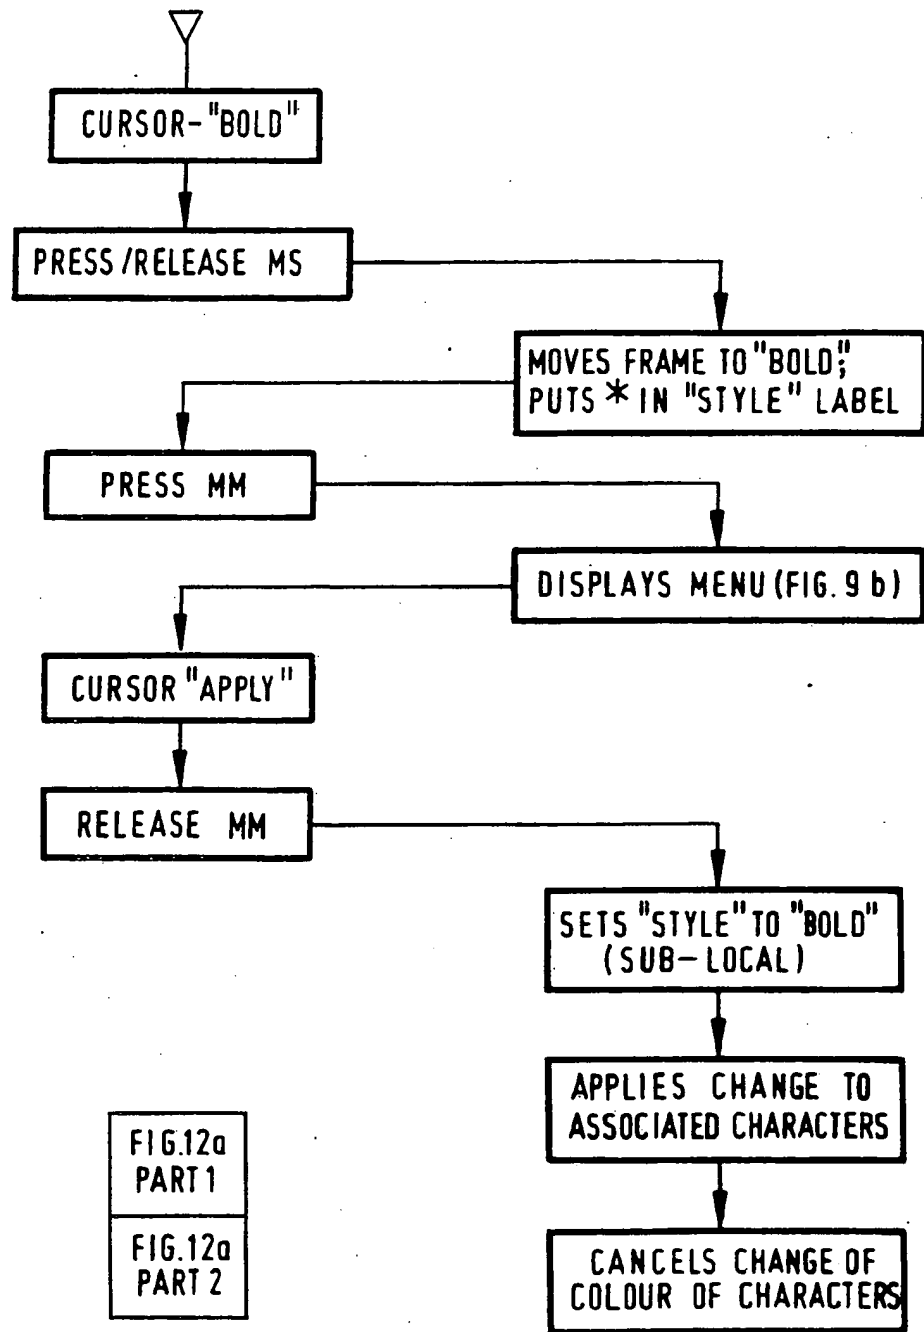 CURSOR-"BOLD"
PRESS/RELEASE MS
MOVES FRAME TO "BOLD";
PUTS * IN "STYLE" LABEL
PRESS MM
DISPLAYS MENU (FIG. 9b)
CURSOR "APPLY"
RELEASE MM
SETS "STYLE" TO "BOLD"
(SUB-LOCAL)
APPLIES CHANGE TO
ASSOCIATED CHARACTERS
CANCELS CHANGE OF
COLOUR OF CHARACTERS
FIG.12a
PART 1
FIG.12a
PART 2